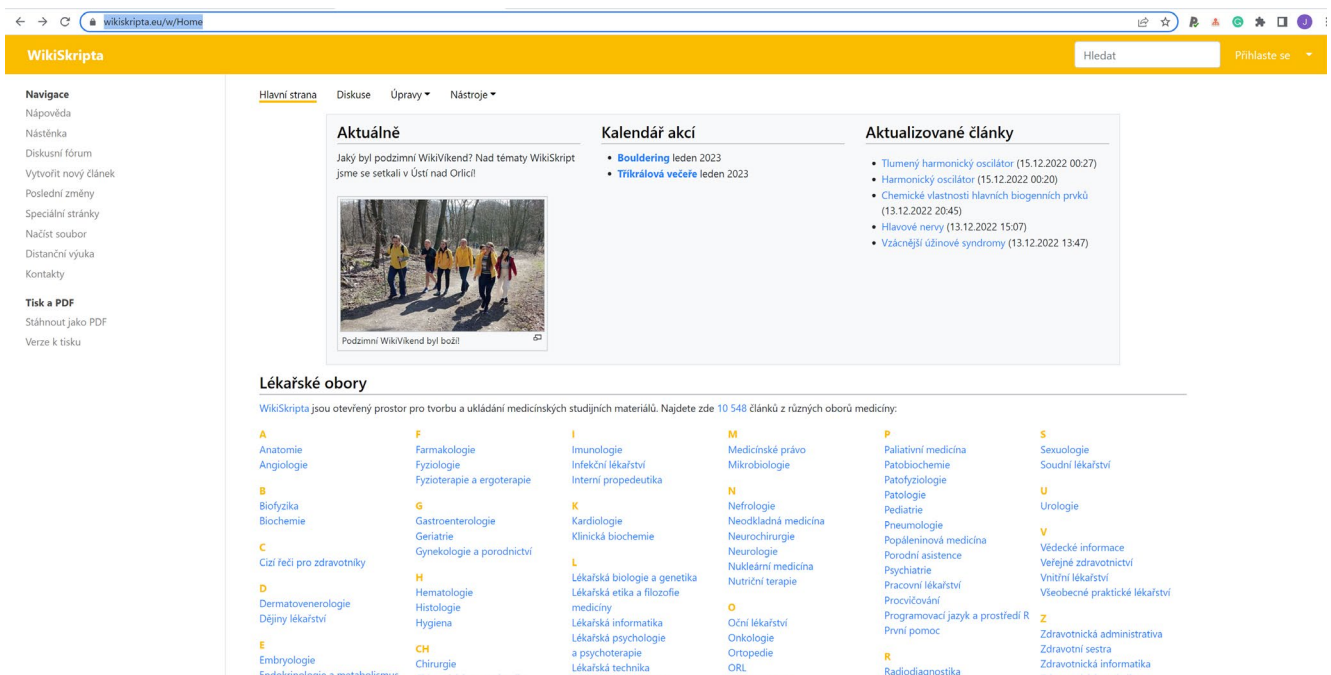 wikiskripta.eu/w/Home
WikiSkripta
Hledat
Přihlaste se
Navigace
Nápověda
Nástěnka
Diskusní fórum
Vytvořit nový článek
Poslední změny
Speciální stránky
Načíst soubor
Distanční výuka
Kontakty
Tisk a PDF
Stáhnout jako PDF
Verze k tisku
Hlavní strana Diskuse Úpravy Nástroje
Aktuálně
Jaký byl podzimní WikiVíkend? Nad tématy WikiSkript
jsme se setkali v Ústí nad Orlicí!
Podzimní WikiVíkend byl boží!
Kalendář akcí
Bouldering leden 2023
Tříkrálová večeře leden 2023
Aktualizované články
Tlumený harmonický oscilátor (15.12.2022 00:27)
Harmonický oscilátor (15.12.2022 00:20)
Chemické vlastnosti hlavních biogenních prvků
(13.12.2022 20:45)
Hlavové nervy (13.12.2022 15:07)
Vzácnější úžinové syndromy (13.12.2022 13:47)
Lékařské obory
WikiSkripta jsou otevřený prostor pro tvorbu a ukládání medicínských studijních materiálů. Najdete zde 10 548 článků z různých oborů medicíny:
A
Anatomie
Angiologie
B
Biofyzika
Biochemie
C
Cizí řeči pro zdravotníky
D
Dermatovenerologie
Dějiny lékařství
E
Embryologie
Endokrinologie a metabolismus
F
Farmakologie
Fyziologie
Fyzioterapie a ergoterapie
G
Gastroenterologie
Geriatrie
Gynekologie a porodnictví
H
Hematologie
Histologie
Hygiena
CH
Chirurgie
I
Imunologie
Infekční lékařství
Interní propedeutika
K
Kardiologie
Klinická biochemie
L
Lékařská biologie a genetika
Lékařská etika a filozofie
medicíny
Lékařská informatika
Lékařská psychologie
a psychoterapie
Lékařská technika
M
Medicínské právo
Mikrobiologie
N
Nefrologie
Neodkladná medicína
Neurochirurgie
Neurologie
Nukleární medicína
Nutriční terapie
O
Oční lékařství
Onkologie
Ortopedie
ORL
P
Paliativní medicína
Patobiochemie
Patofyziologie
Patologie
Pediatrie
Pneumologie
Popáleninová medicína
Porodní asistence
Psychiatrie
Pracovní lékařství
Procvičování
Programovací jazyk a prostředí R
První pomoc
R
Radiodiagnostika
S
Sexuologie
Soudní lékařství
U
Urologie
V
Vědecké informace
Veřejné zdravotnictví
Vnitřní lékařství
Všeobecné praktické lékařství
Z
Zdravotnická administrativa
Zdravotní sestra
Zdravotnická informatika